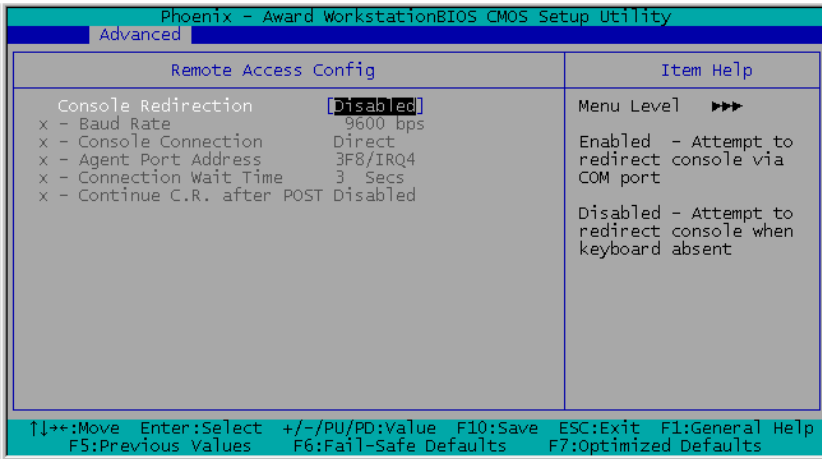 Phoenix - Award WorkstationBIOS CMOS Setup Utility
Advanced
Remote Access Config
Console Redirection [Disabled]
x - Baud Rate 9600 bps
x - Console Connection Direct
x - Agent Port Address 3F8/IRQ4
x - Connection Wait Time 3 Secs
x - Continue C.R. after POST Disabled
Item Help
Menu Level ►►►
Enabled - Attempt to
redirect console via
COM port
Disabled - Attempt to
redirect console when
keyboard absent
↑↓→←:Move Enter:Select +/-/PU/PD:Value F10:Save ESC:Exit F1:General Help
F5:Previous Values F6:Fail-Safe Defaults F7:Optimized Defaults